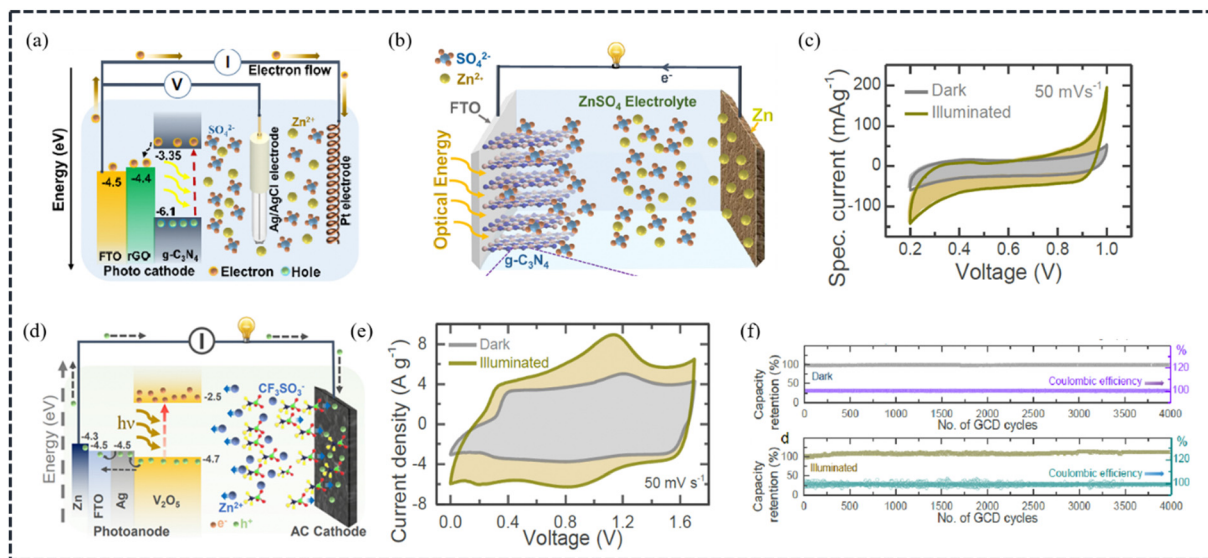 (a)
I
Electron flow
V
Energy (eV)
SO₄²⁻
Zn²⁺
-3.35
-4.5
-4.4
-6.1
Ag/AgCl electrode
Pt electrode
FTO rGO g-C₃N₄
Photo cathode
Electron
Hole
(b)
SO₄²⁻
Zn²⁻
e⁻
FTO
ZnSO₄ Electrolyte
Zn
Optical Energy
g-C₃N₄
(c)
Dark
Illuminated
50 mVs⁻¹
Spec. current (mAg⁻¹)
200
100
0
-100
0.2 0.4 0.6 0.8 1.0
Voltage (V)
(d)
I
Energy (eV)
hν
-2.5
-4.3
-4.5
-4.5
-4.7
CF₃SO₃⁻
Zn²⁺
Zn
FTO
Ag
V₂O₅
Photoanode
e⁻
h⁺
AC Cathode
(e)
Dark
Illuminated
50 mV s⁻¹
Current density (A g⁻¹)
8
4
0
-4
-8
0.0 0.4 0.8 1.2 1.6
Voltage (V)
(f)
Capacity
retention (%)
100
50
0
%
120
100
Dark
Coulombic efficiency
0 500 1000 1500 2000 2500 3000 3500 4000
No. of GCD cycles
d
Capacity
retention (%)
100
50
0
%
120
100
Illuminated
Coulombic efficiency
0 500 1000 1500 2000 2500 3000 3500 4000
No. of GCD cycles